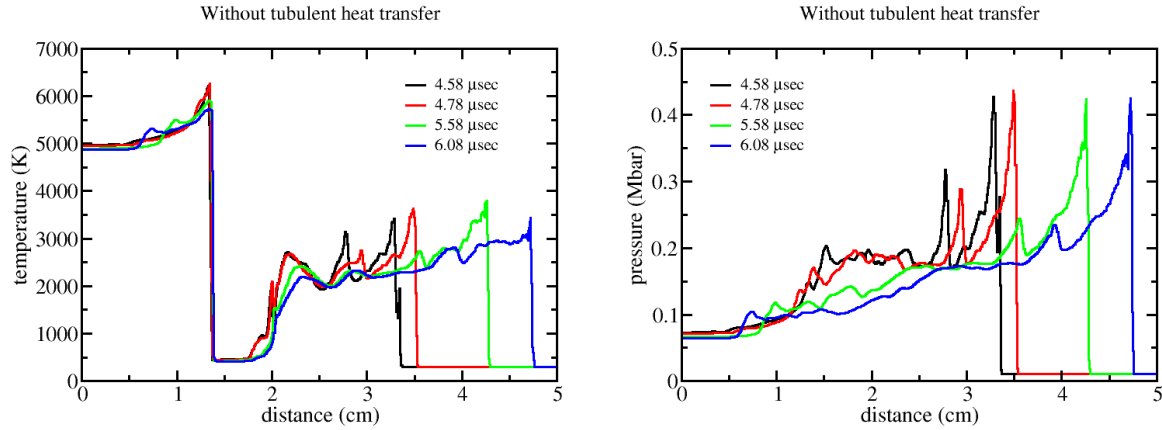 Without tubulent heat transfer
7000
6000
5000
4000
3000
2000
1000
0
temperature (K)
4.58 μsec
4.78 μsec
5.58 μsec
6.08 μsec
0 1 2 3 4 5
distance (cm)
Without tubulent heat transfer
0.5
0.4
0.3
0.2
0.1
0
pressure (Mbar)
4.58 μsec
4.78 μsec
5.58 μsec
6.08 μsec
0 1 2 3 4 5
distance (cm)